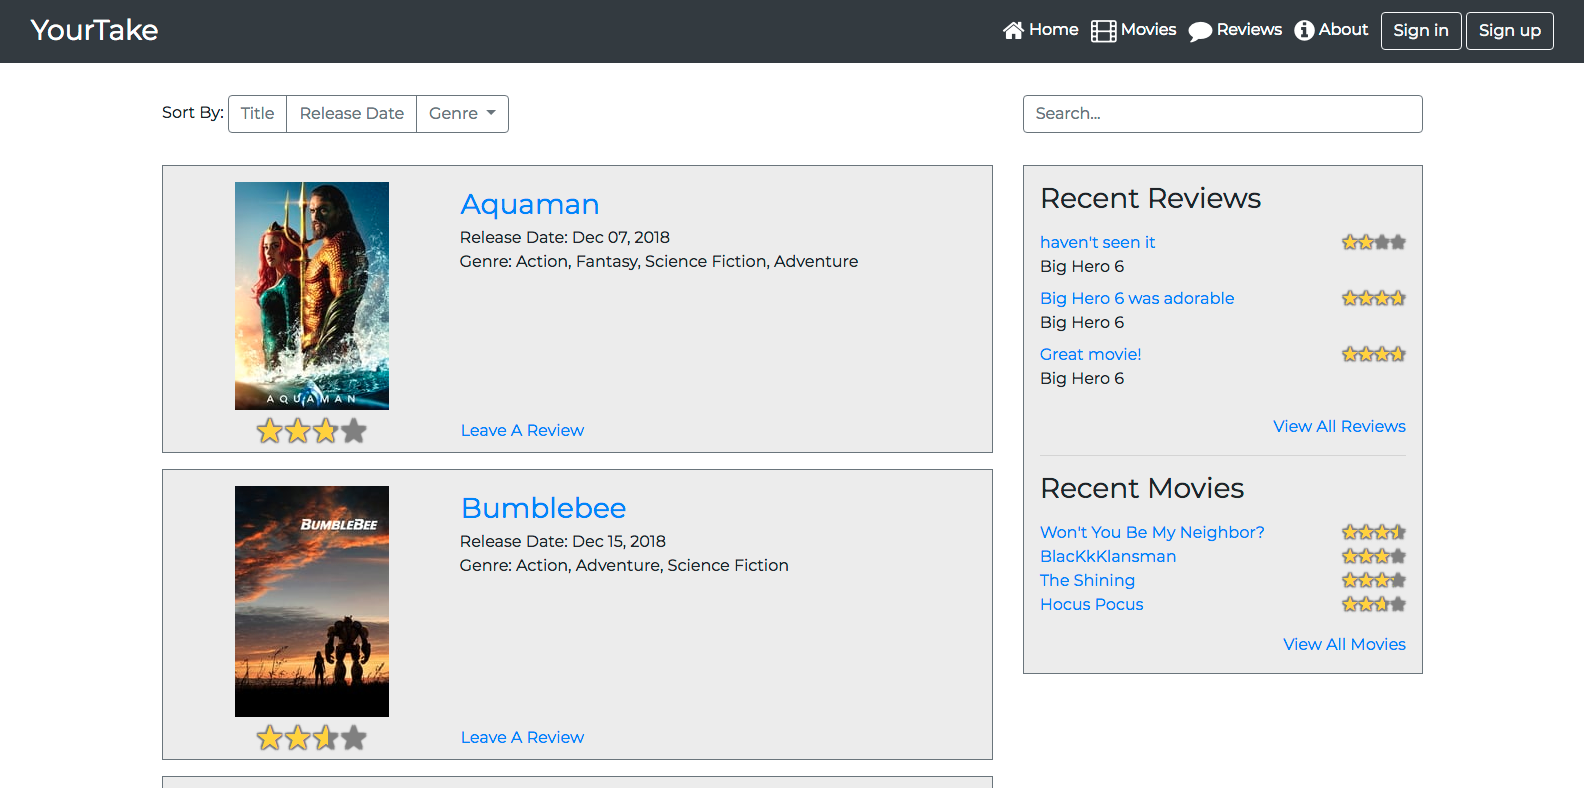 YourTake
Home Movies Reviews About Sign in Sign up
Sort By: Title Release Date Genre
Search...
Aquaman
Release Date: Dec 07, 2018
Genre: Action, Fantasy, Science Fiction, Adventure
AQUAMAN
Leave A Review
Bumblebee
Release Date: Dec 15, 2018
Genre: Action, Adventure, Science Fiction
BUMBLEBEE
Leave A Review
Recent Reviews
haven't seen it
Big Hero 6
Big Hero 6 was adorable
Big Hero 6
Great movie!
Big Hero 6
View All Reviews
Recent Movies
Won't You Be My Neighbor?
BlacKkKlansman
The Shining
Hocus Pocus
View All Movies